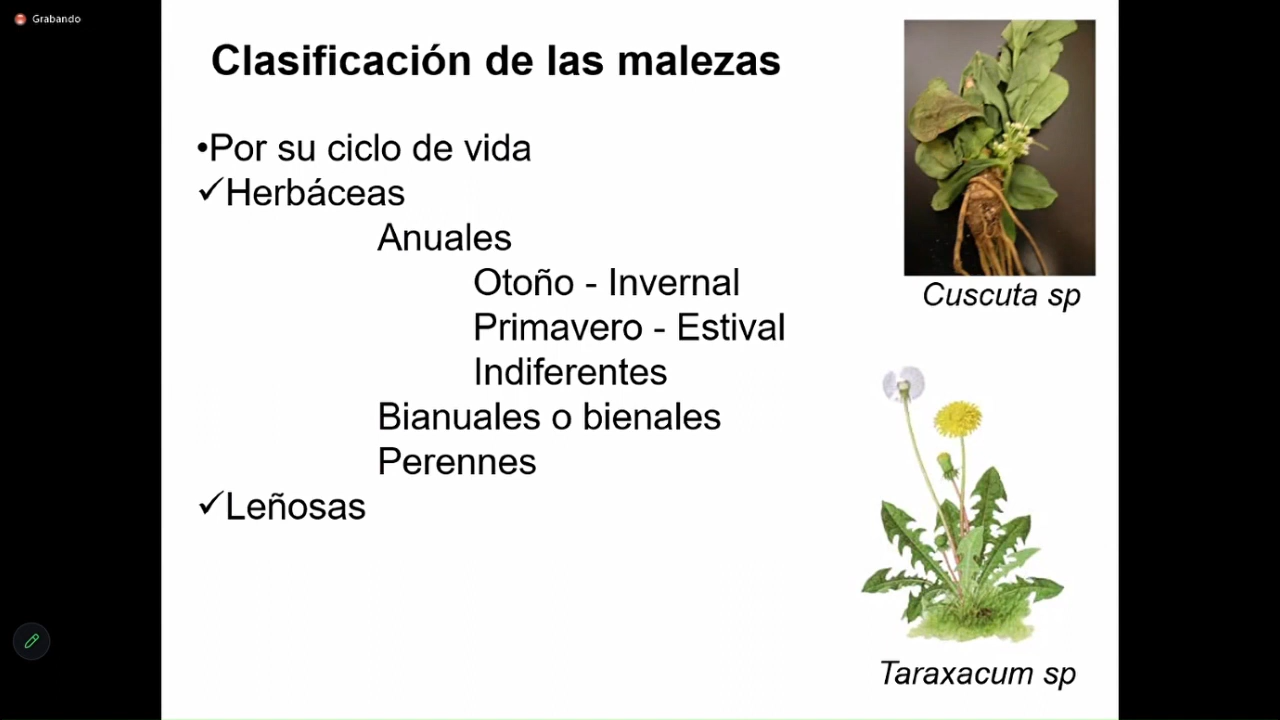 Grabando
Clasificación de las malezas
•Por su ciclo de vida
✓Herbáceas
Anuales
Otoño - Invernal
Primavero - Estival
Indiferentes
Bianuales o bienales
Perennes
✓Leñosas
Cuscuta sp
Taraxacum sp